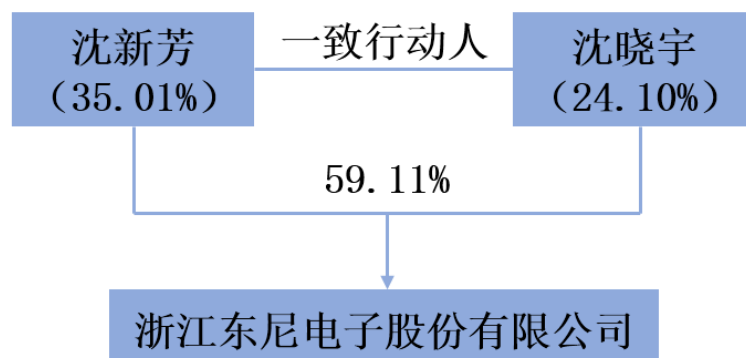 沈新芳
（35.01%）
一致行动人
沈晓宇
（24.10%）
59.11%
浙江东尼电子股份有限公司